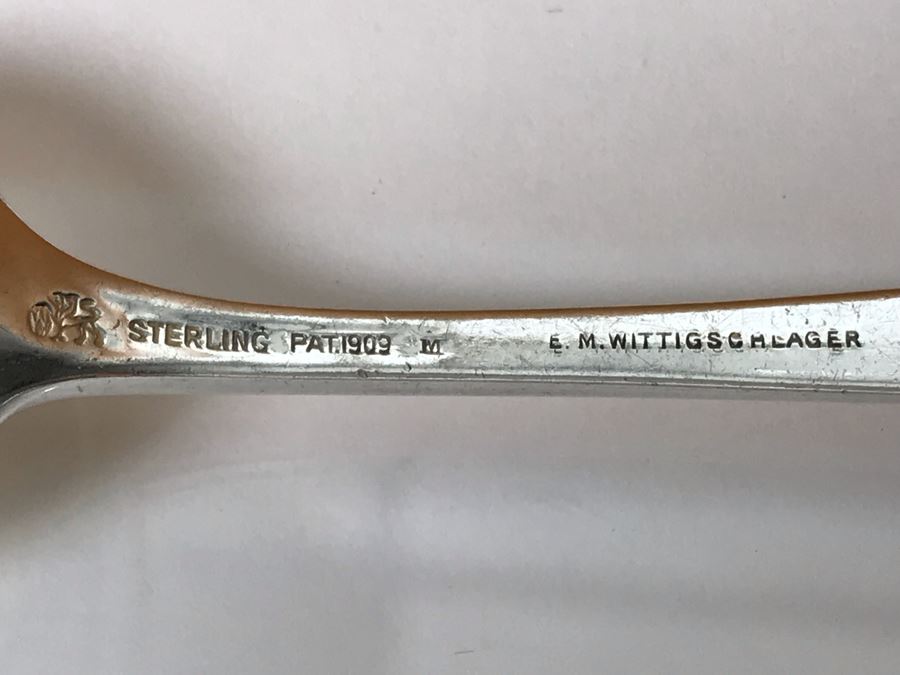 W STERLING PAT.1909 M E. M. WITTIGSCHLAGER